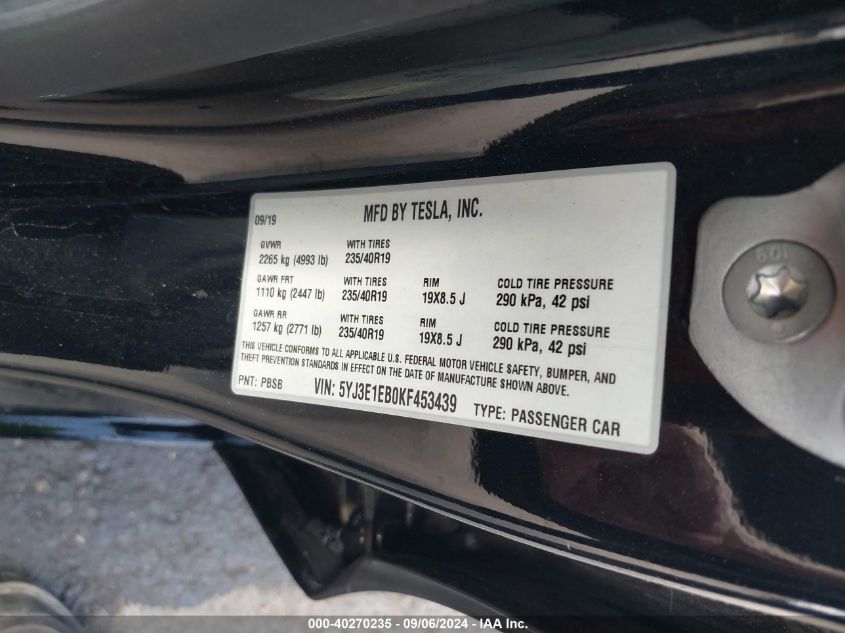 09/19 MFD BY TESLA, INC.
GVWR WITH TIRES
2265 kg (4993 lb) 235/40R19
GAWR FRT WITH TIRES RIM COLD TIRE PRESSURE
1110 kg (2447 lb) 235/40R19 19X8.5 J 290 kPa, 42 psi
GAWR RR WITH TIRES RIM COLD TIRE PRESSURE
1257 kg (2771 lb) 235/40R19 19X8.5 J 290 kPa, 42 psi
THIS VEHICLE CONFORMS TO ALL APPLICABLE U.S. FEDERAL MOTOR VEHICLE SAFETY, BUMPER, AND
THEFT PREVENTION STANDARDS IN EFFECT ON THE DATE OF MANUFACTURE SHOWN ABOVE.
PNT: PBSB VIN: 5YJ3E1EB0KF453439 TYPE: PASSENGER CAR
000-40270235 - 09/06/2024 - IAA Inc.